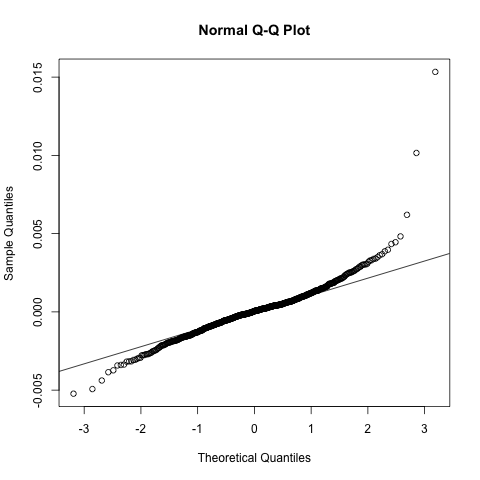 Normal Q-Q Plot
0.015
0.010
0.005
0.000
-0.005
Sample Quantiles
-3 -2 -1 0 1 2 3
Theoretical Quantiles